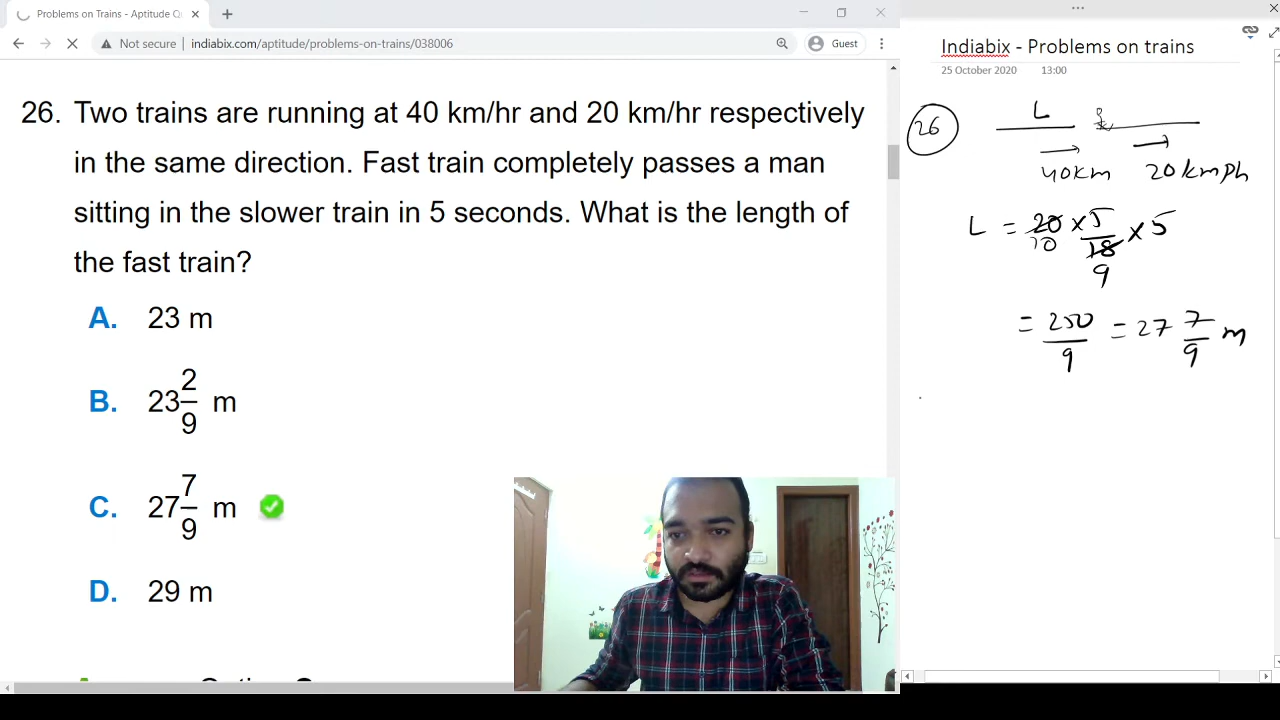 Problems on Trains - Aptitude Q
Not secure | indiabix.com/aptitude/problems-on-trains/038006
Guest
26. Two trains are running at 40 km/hr and 20 km/hr respectively
in the same direction. Fast train completely passes a man
sitting in the slower train in 5 seconds. What is the length of
the fast train?
A. 23 m
B. 23 2/9 m
C. 27 7/9 m
D. 29 m
Indiabix - Problems on trains
25 October 2020 13:00
26
L
40km 20kmph
L = 20 × 5/18 × 5
10 9
= 250/9 = 27 7/9 m